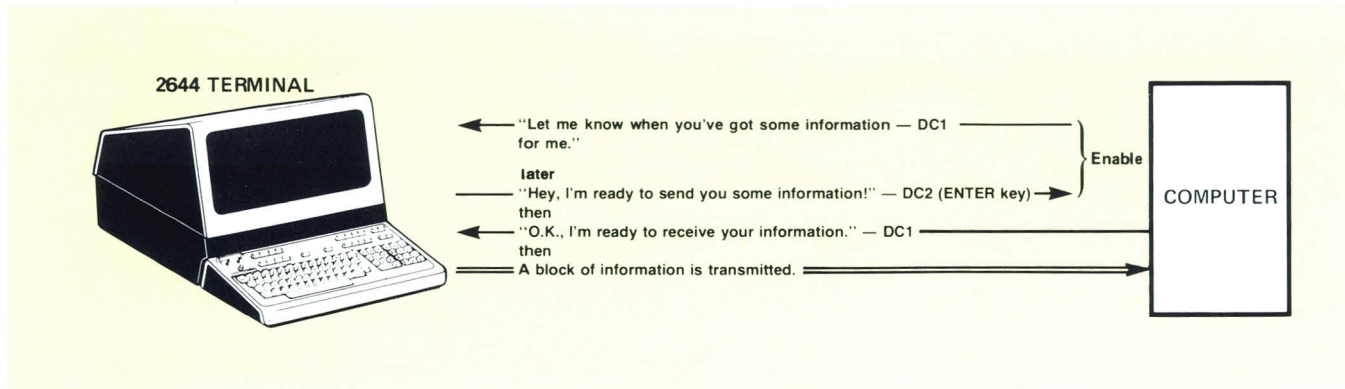 2644 TERMINAL
"Let me know when you've got some information — DC1
for me."
Enable
later
"Hey, I'm ready to send you some information!" — DC2 (ENTER key)
then
"O.K., I'm ready to receive your information." — DC1
then
A block of information is transmitted.
COMPUTER